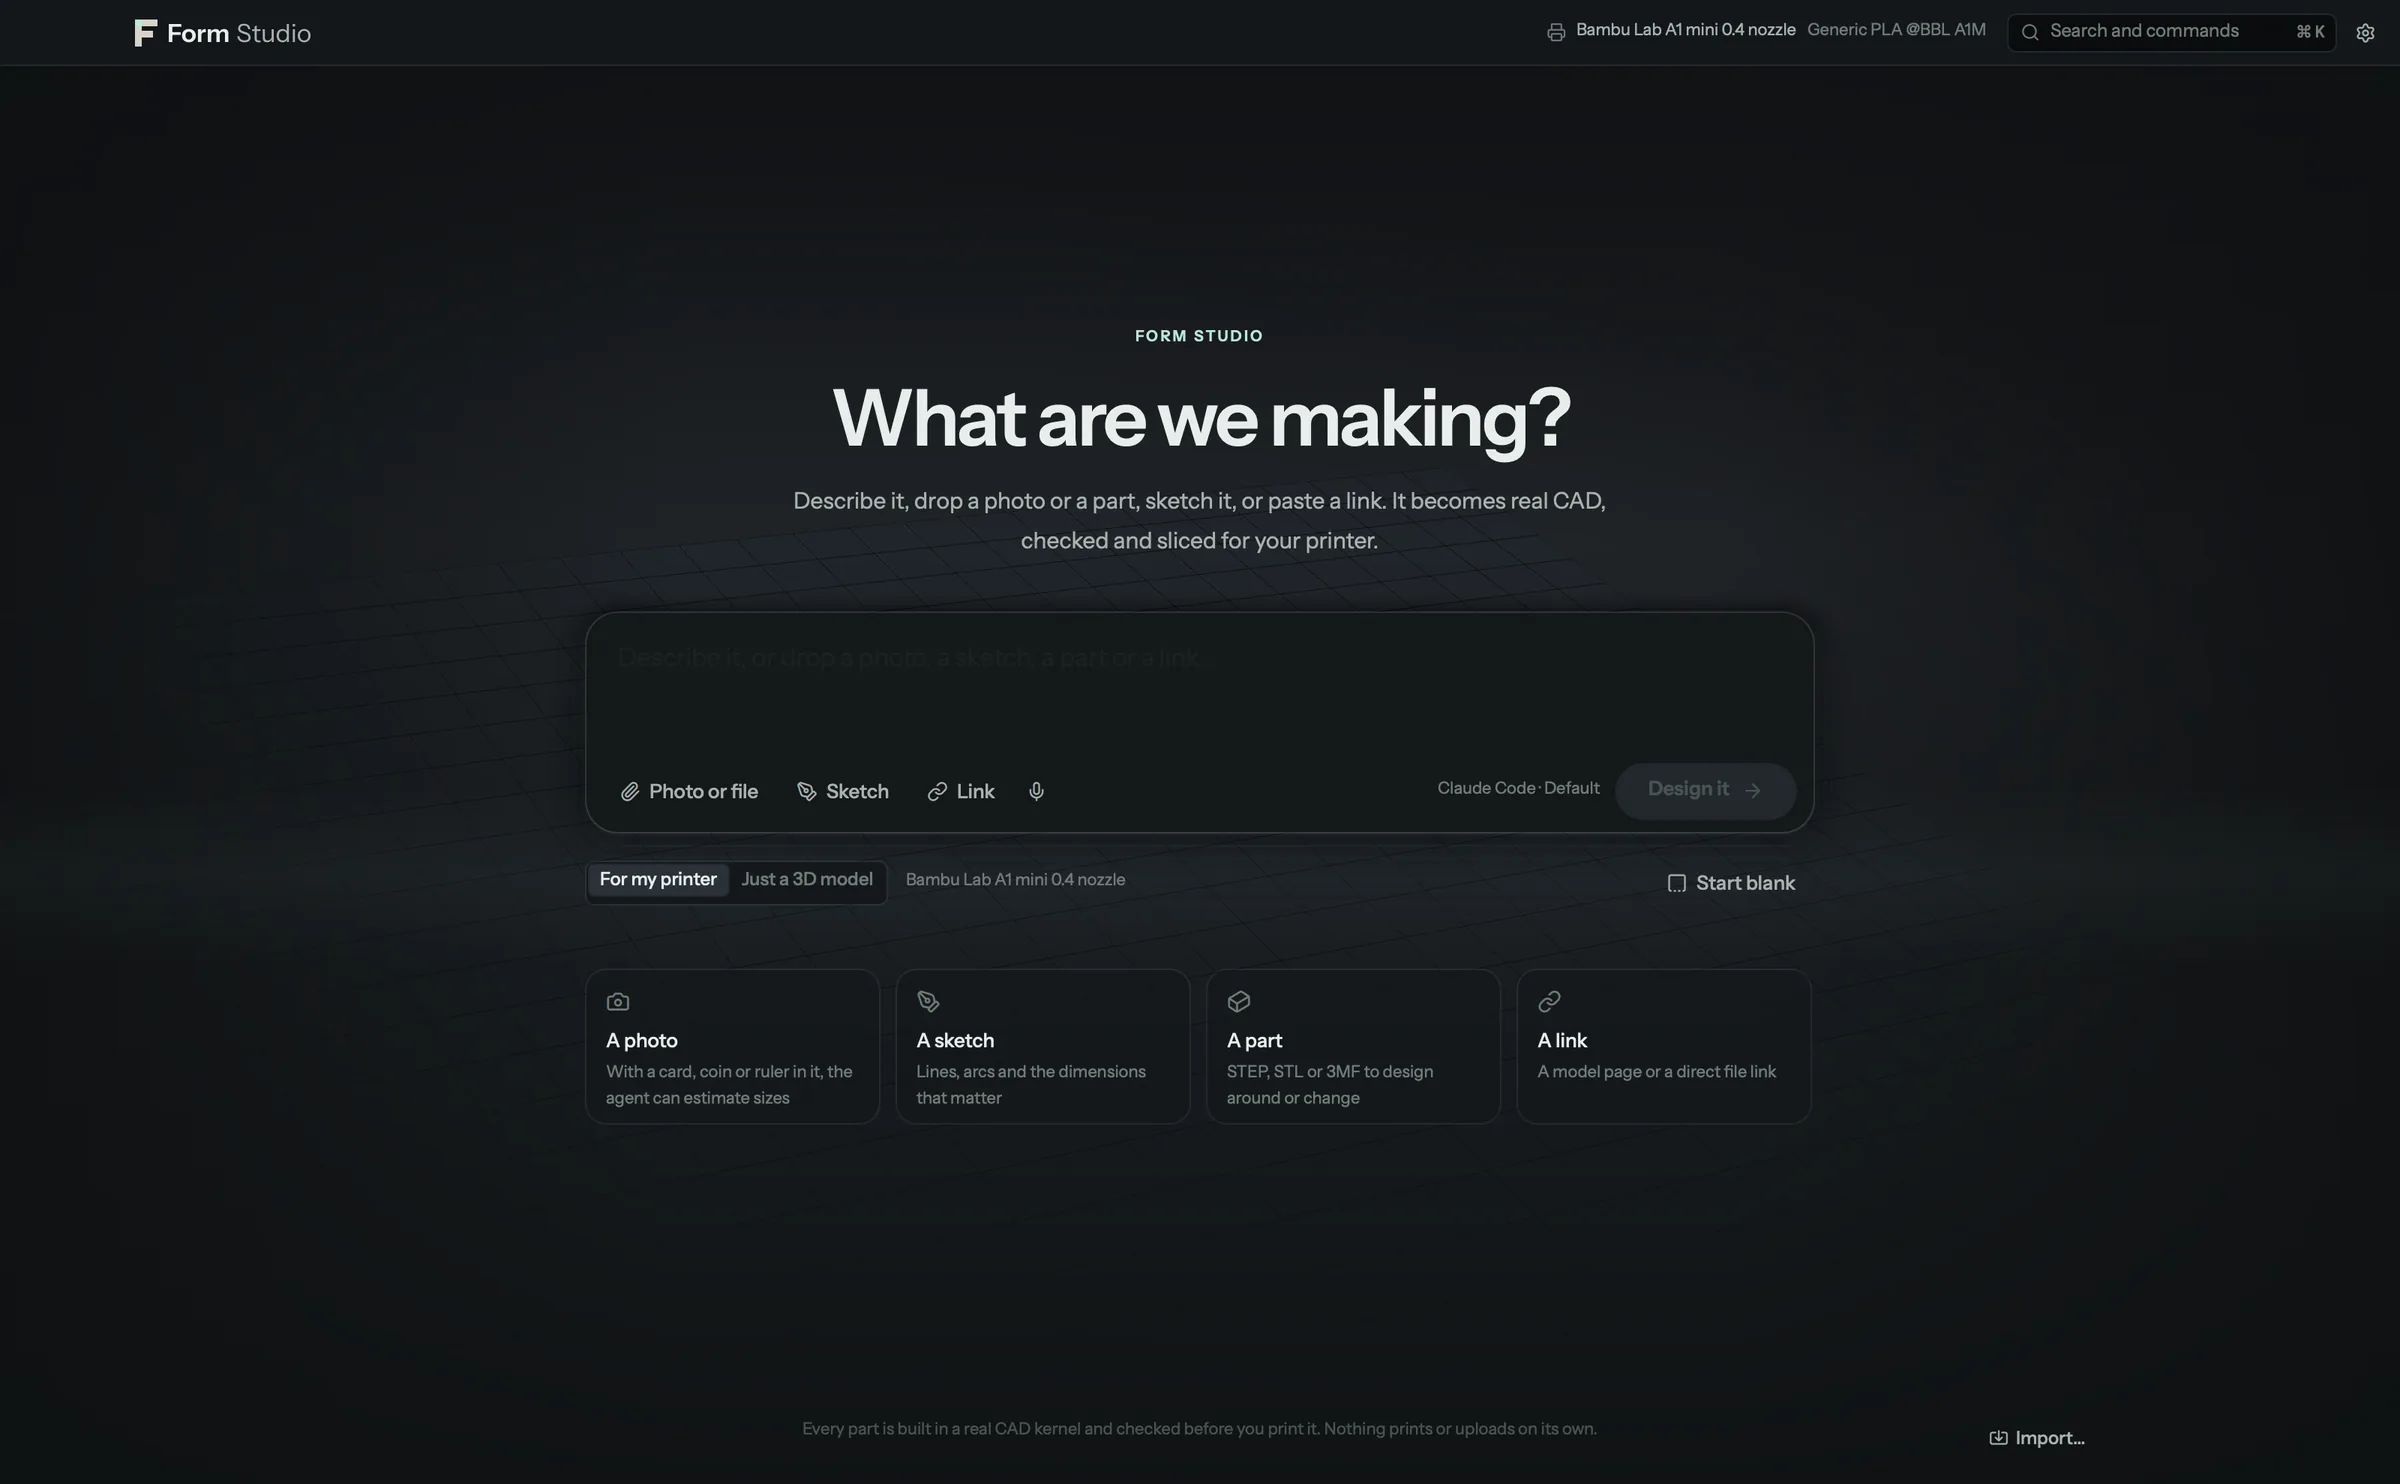 Form Studio
Bambu Lab A1 mini 0.4 nozzle Generic PLA @BBL A1M
Search and commands ⌘ K
FORM STUDIO
What are we making?
Describe it, drop a photo or a part, sketch it, or paste a link. It becomes real CAD,
checked and sliced for your printer.
Describe it, or drop a photo, a sketch, a part or a link.
Photo or file Sketch Link
Claude Code · Default Design it
For my printer Just a 3D model Bambu Lab A1 mini 0.4 nozzle
Start blank
A photo
With a card, coin or ruler in it, the
agent can estimate sizes
A sketch
Lines, arcs and the dimensions
that matter
A part
STEP, STL or 3MF to design
around or change
A link
A model page or a direct file link
Every part is built in a real CAD kernel and checked before you print it. Nothing prints or uploads on its own.
Import...